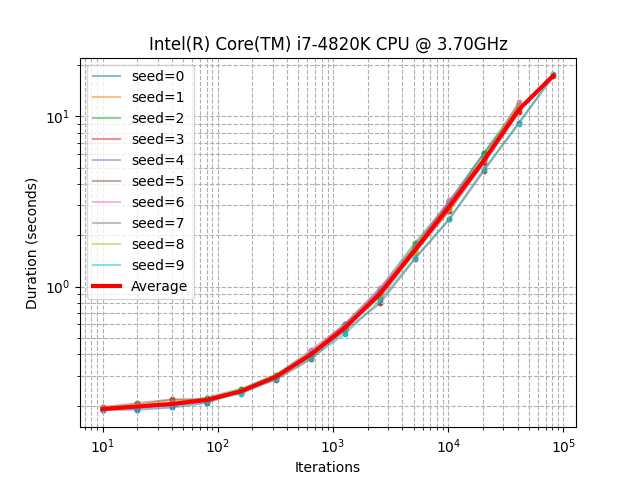 Intel(R) Core(TM) i7-4820K CPU @ 3.70GHz
seed=0
seed=1
seed=2
seed=3
seed=4
seed=5
seed=6
seed=7
seed=8
seed=9
Average
Duration (seconds)
10¹
10⁰
10¹
10²
10³
10⁴
10⁵
Iterations